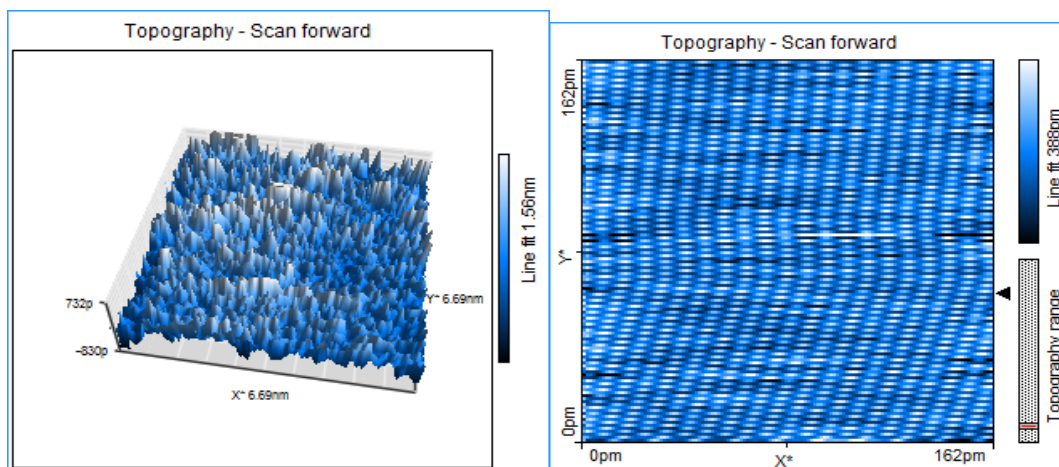 Topography - Scan forward
Line fit 1.56nm
732p
-830p
Y* 6.69nm
X* 6.69nm
Topography - Scan forward
162pm
Y*
0pm
0pm
X*
162pm
Line fit 388pm
Topography range